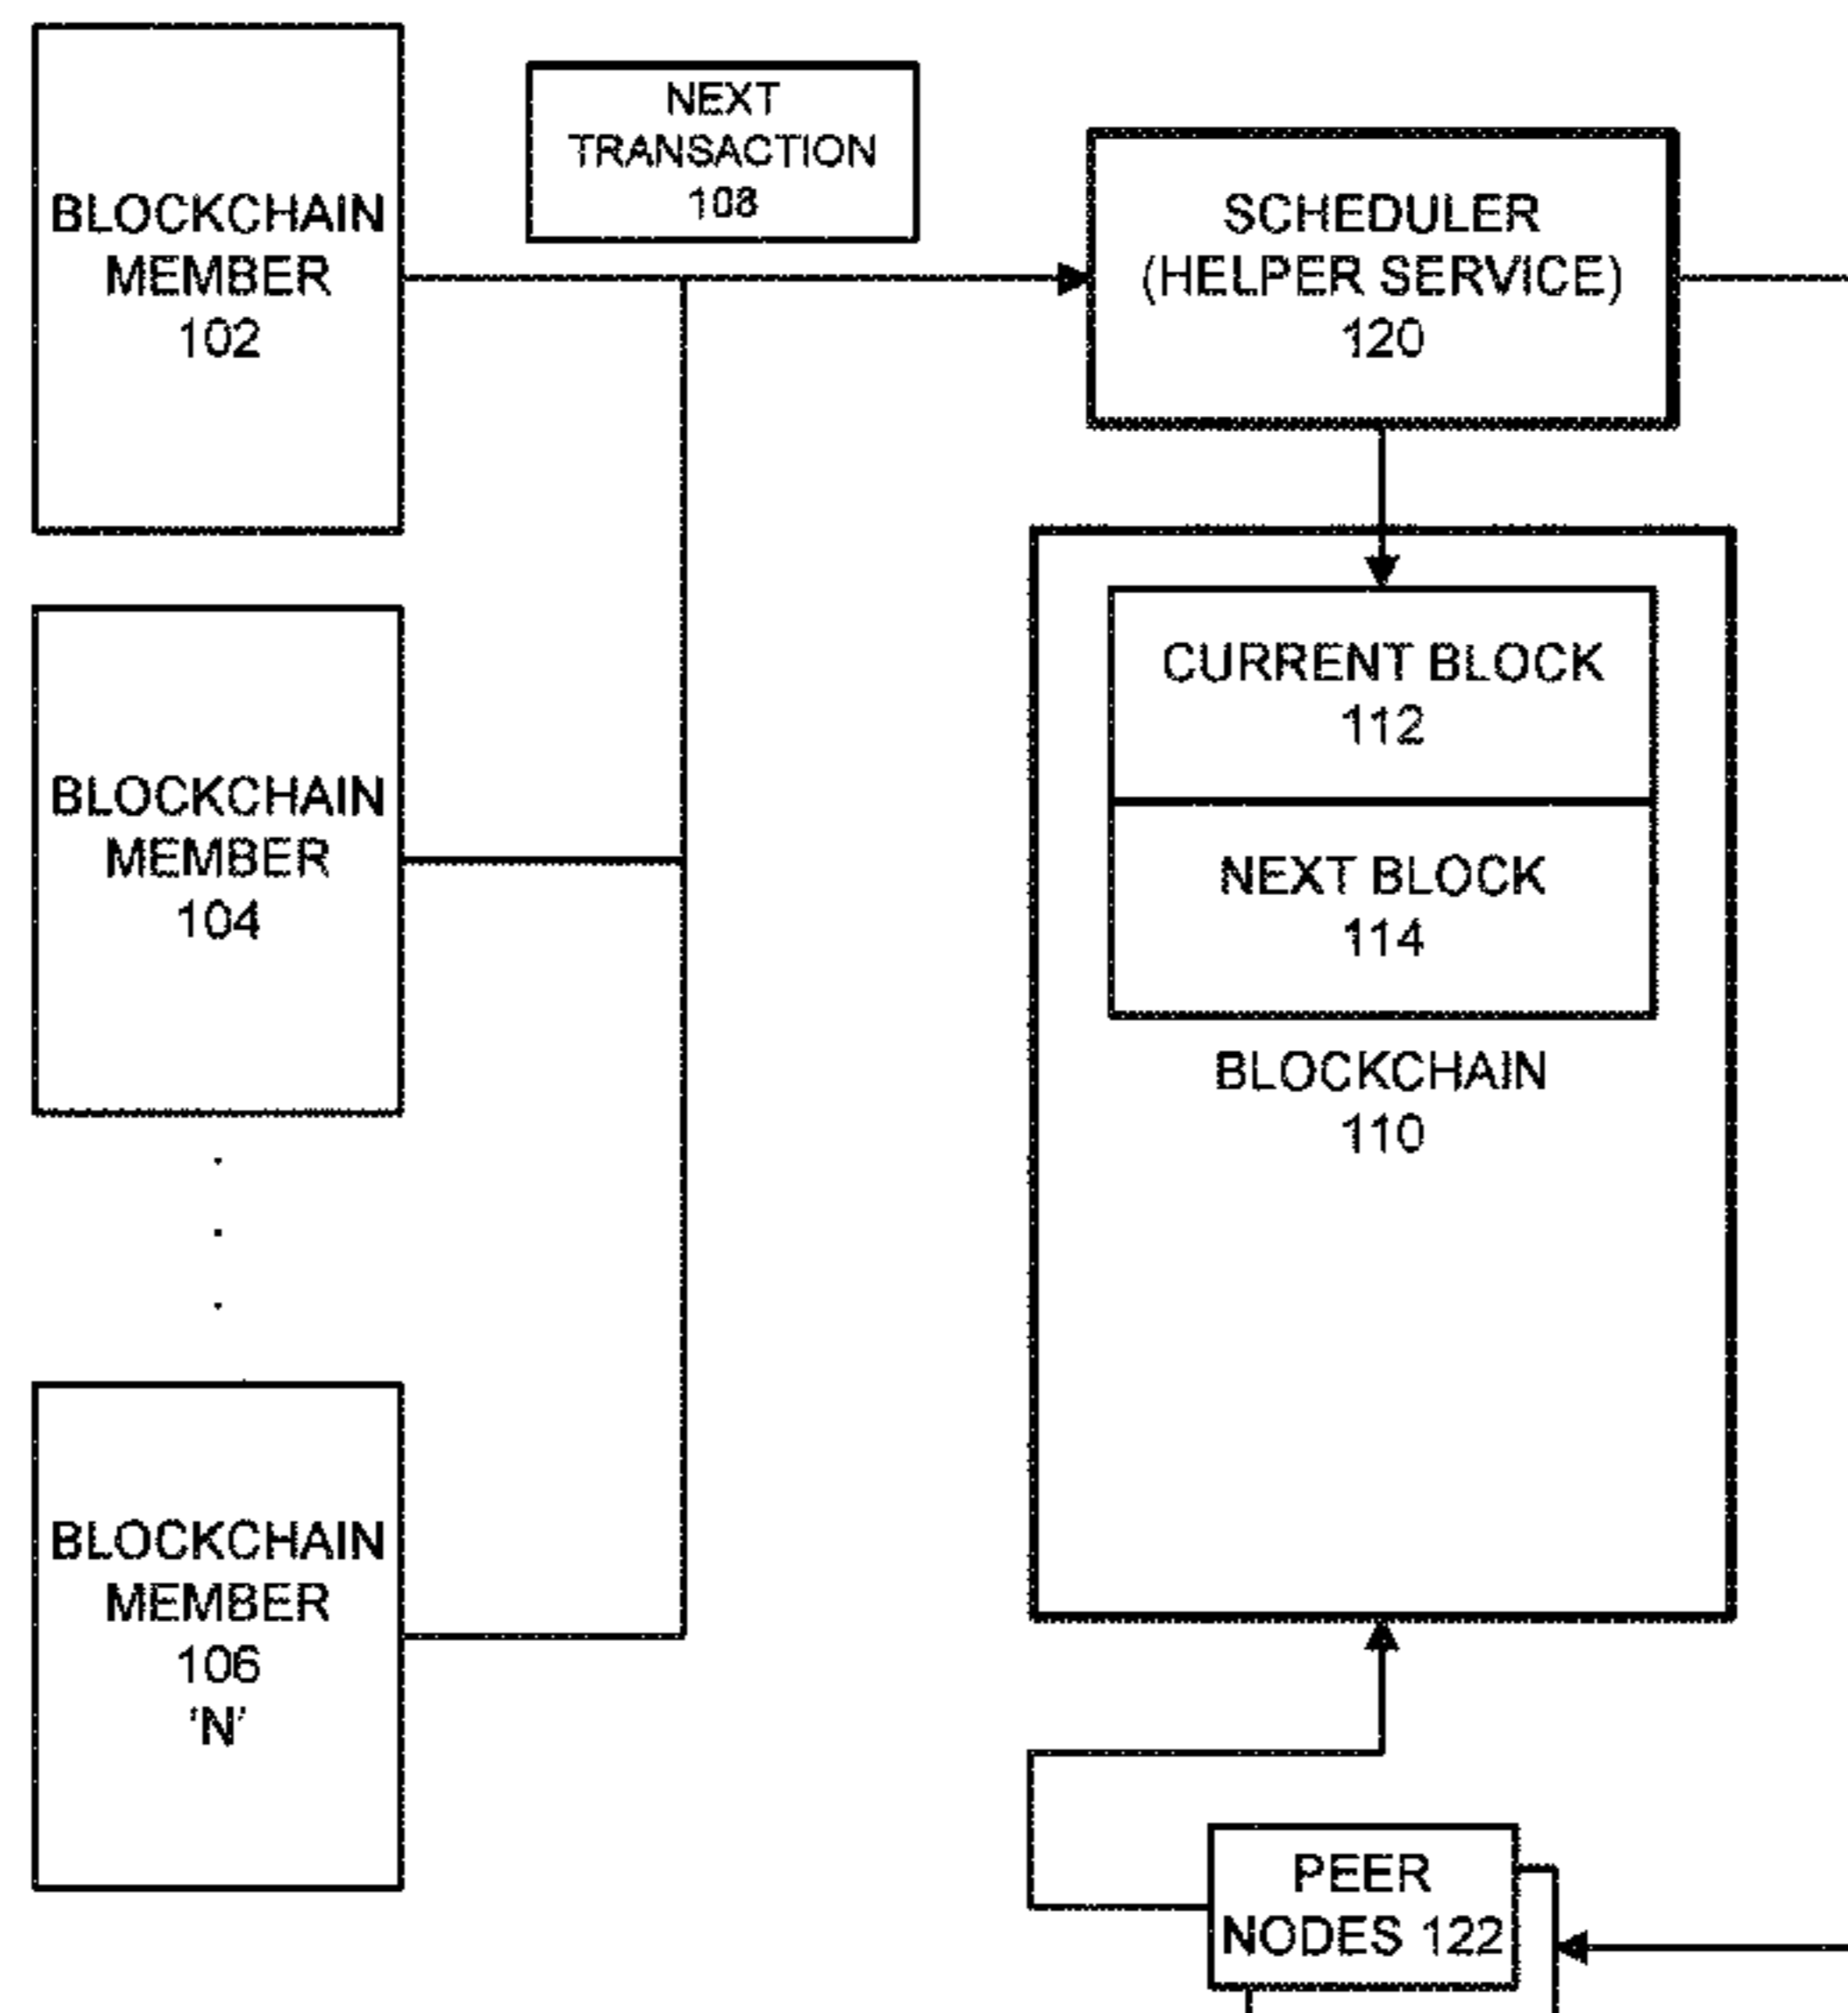 BLOCKCHAIN
MEMBER
102
NEXT
TRANSACTION
108
SCHEDULER
(HELPER SERVICE)
120
BLOCKCHAIN
MEMBER
104
CURRENT BLOCK
112
NEXT BLOCK
114
BLOCKCHAIN
110
BLOCKCHAIN
MEMBER
106
'N'
PEER
NODES 122